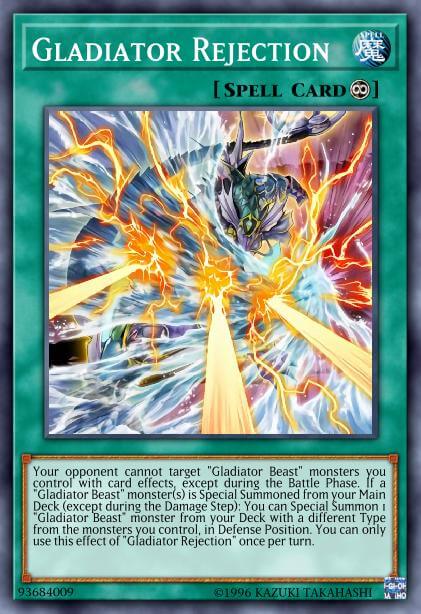 GLADIATOR REJECTION
魔
SPELL
[SPELL CARD]
Your opponent cannot target "Gladiator Beast" monsters you
control with card effects, except during the Battle Phase. If a
"Gladiator Beast" monster(s) is Special Summoned from your Main
Deck (except during the Damage Step): You can Special Summon 1
"Gladiator Beast" monster from your Deck with a different Type
from the monsters you control, in Defense Position. You can only
use this effect of "Gladiator Rejection" once per turn.
93684009
©1996 KAZUKI TAKAHASHI